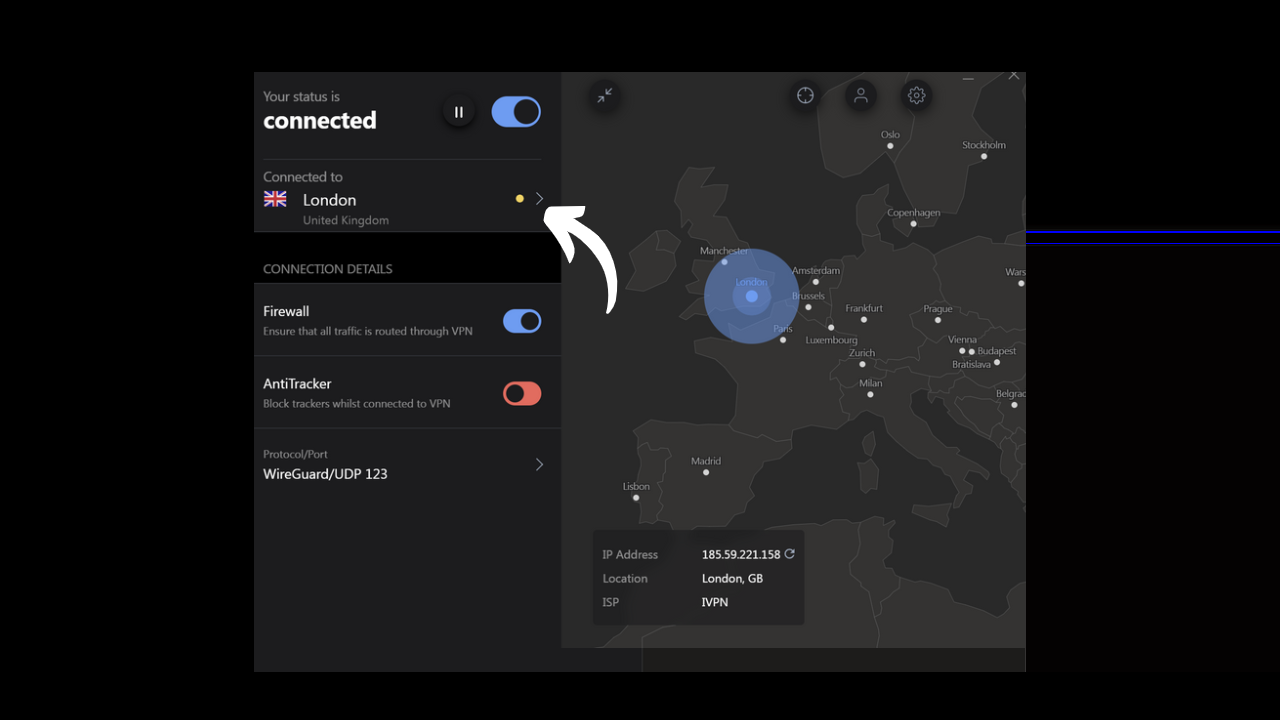 Your status is
connected
Connected to
London
United Kingdom
CONNECTION DETAILS
Firewall
Ensure that all traffic is routed through VPN
AntiTracker
Block trackers whilst connected to VPN
Protocol/Port
WireGuard/UDP 123
Oslo
Stockholm
Copenhagen
Manchester
London
Amsterdam
Brussels
Wars
Frankfurt
Prague
Paris
Luxembourg
Vienna
Budapest
Zurich
Bratislava
Milan
Belgrad
Madrid
Lisbon
IP Address 185.59.221.158
Location London, GB
ISP IVPN